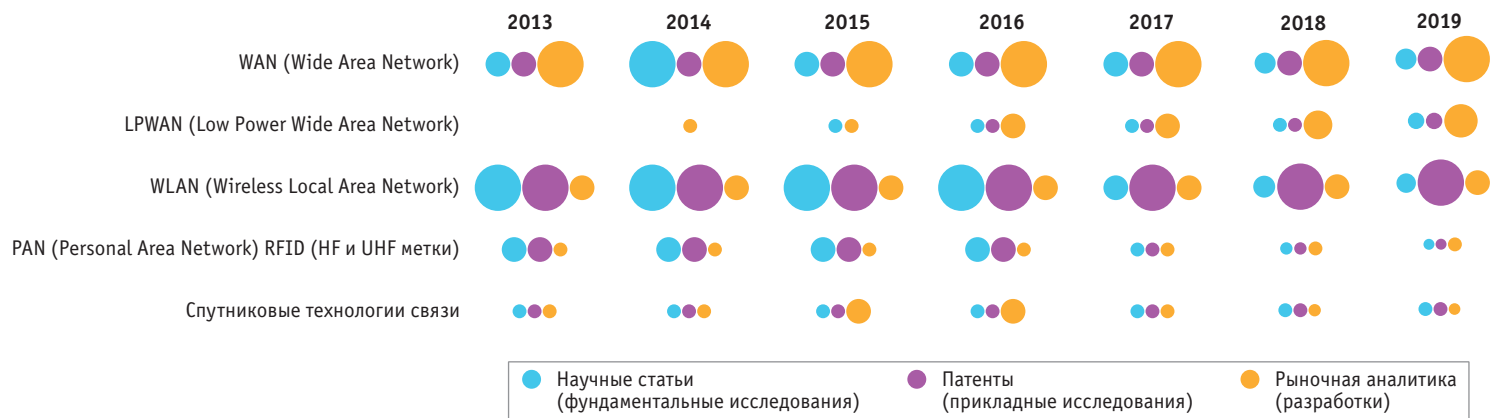 2013 2014 2015 2016 2017 2018 2019
WAN (Wide Area Network)
LPWAN (Low Power Wide Area Network)
WLAN (Wireless Local Area Network)
PAN (Personal Area Network) RFID (HF и UHF метки)
Спутниковые технологии связи
Научные статьи
(фундаментальные исследования)
Патенты
(прикладные исследования)
Рыночная аналитика
(разработки)